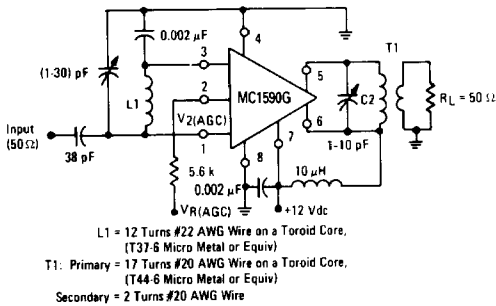 0.002 μF
4
3
T1
(1-30) pF
5
2
MC1590G
C2
RL = 50 Ω
L1
V2(AGC)
6
Input
(50Ω)
1
7
1-10 pF
38 pF
8
10 μH
5.6 k
0.002 μF
+12 Vdc
VR(AGC)
L1 = 12 Turns #22 AWG Wire on a Toroid Core,
(T37-6 Micro Metal or Equiv)
T1: Primary = 17 Turns #20 AWG Wire on a Toroid Core,
(T44-6 Micro Metal or Equiv)
Secondary = 2 Turns #20 AWG Wire